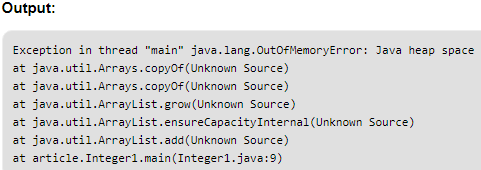 Output:
Exception in thread "main" java.lang.OutOfMemoryError: Java heap space
at java.util.Arrays.copyOf(Unknown Source)
at java.util.Arrays.copyOf(Unknown Source)
at java.util.ArrayList.grow(Unknown Source)
at java.util.ArrayList.ensureCapacityInternal(Unknown Source)
at java.util.ArrayList.add(Unknown Source)
at article.Integer1.main(Integer1.java:9)